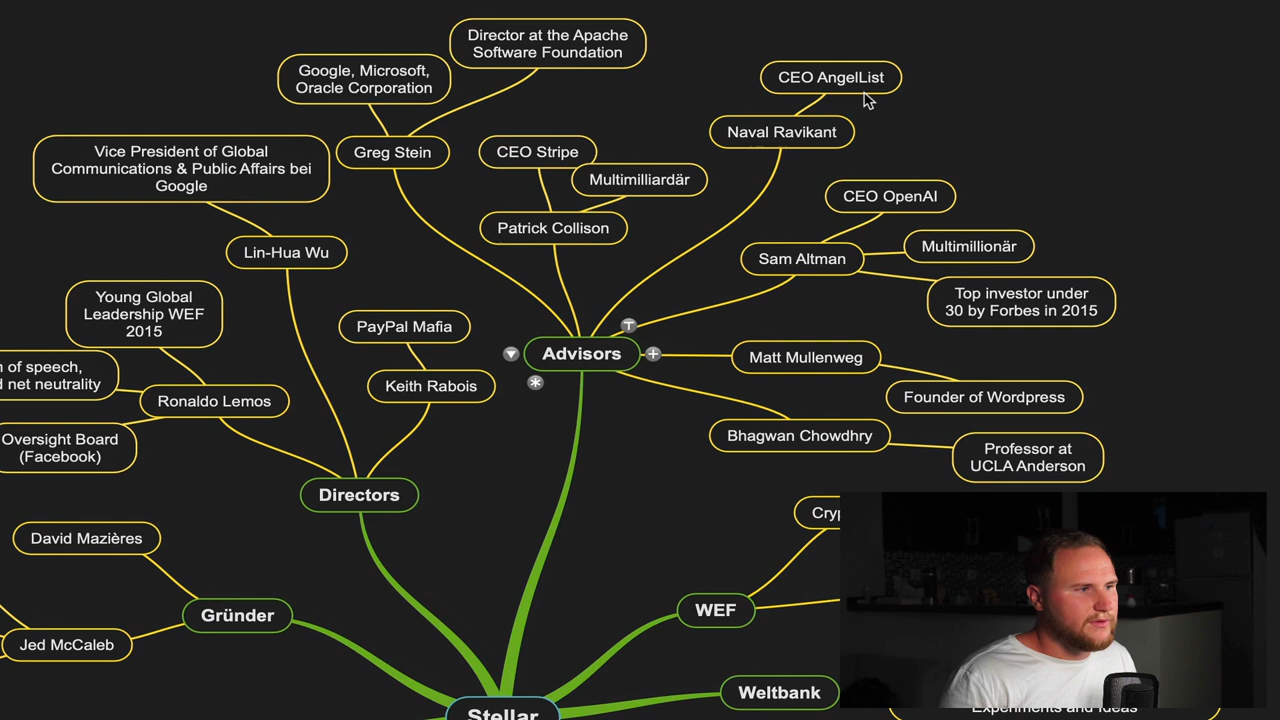 Director at the Apache
Software Foundation
Google, Microsoft,
Oracle Corporation
CEO AngelList
Naval Ravikant
Vice President of Global
Communications & Public Affairs bei
Google
Greg Stein
CEO Stripe
Multimilliardär
CEO OpenAI
Patrick Collison
Lin-Hua Wu
Sam Altman
Multimillionär
Top investor under
30 by Forbes in 2015
Young Global
Leadership WEF
2015
PayPal Mafia
Advisors
Matt Mullenweg
of speech,
net neutrality
Ronaldo Lemos
Keith Rabois
Founder of Wordpress
Oversight Board
(Facebook)
Bhagwan Chowdhry
Professor at
UCLA Anderson
Directors
David Mazières
Gründer
WEF
Jed McCaleb
Weltbank
Stellar
Experiments and Ideas